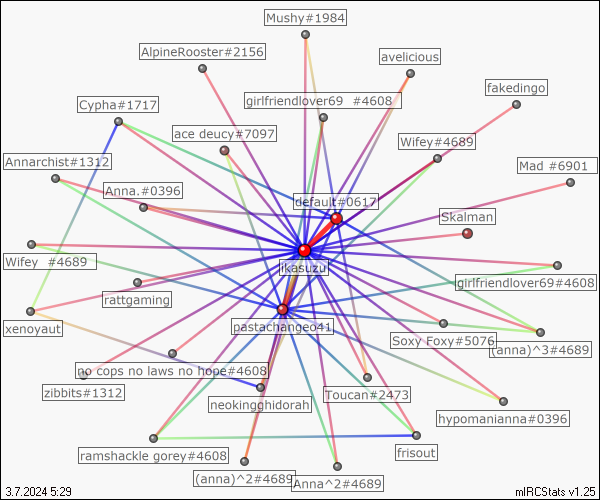 Mushy#1984
AlpineRooster#2156
avelicious
fakedingo
girlfriendlover69 #4608
Cypha#1717
ace deucy#7097
Wifey#4689
Annarchist#1312
Mad #6901
Anna.#0396
default#0617
Skalman
Wifey #4689
jkasuzu
girlfriendlover69#4608
rattgaming
xenoyaut
pastachangeo41
Soxy Foxy#5076
(anna)^3#4689
no cops no laws no hope#4608
zibbits#1312
Toucan#2473
neokingghidorah
hypomanianna#0396
ramshackle gorey#4608
frisout
(anna)^2#4689
Anna^2#4689
3.7.2024 5:29
mIRCStats v1.25